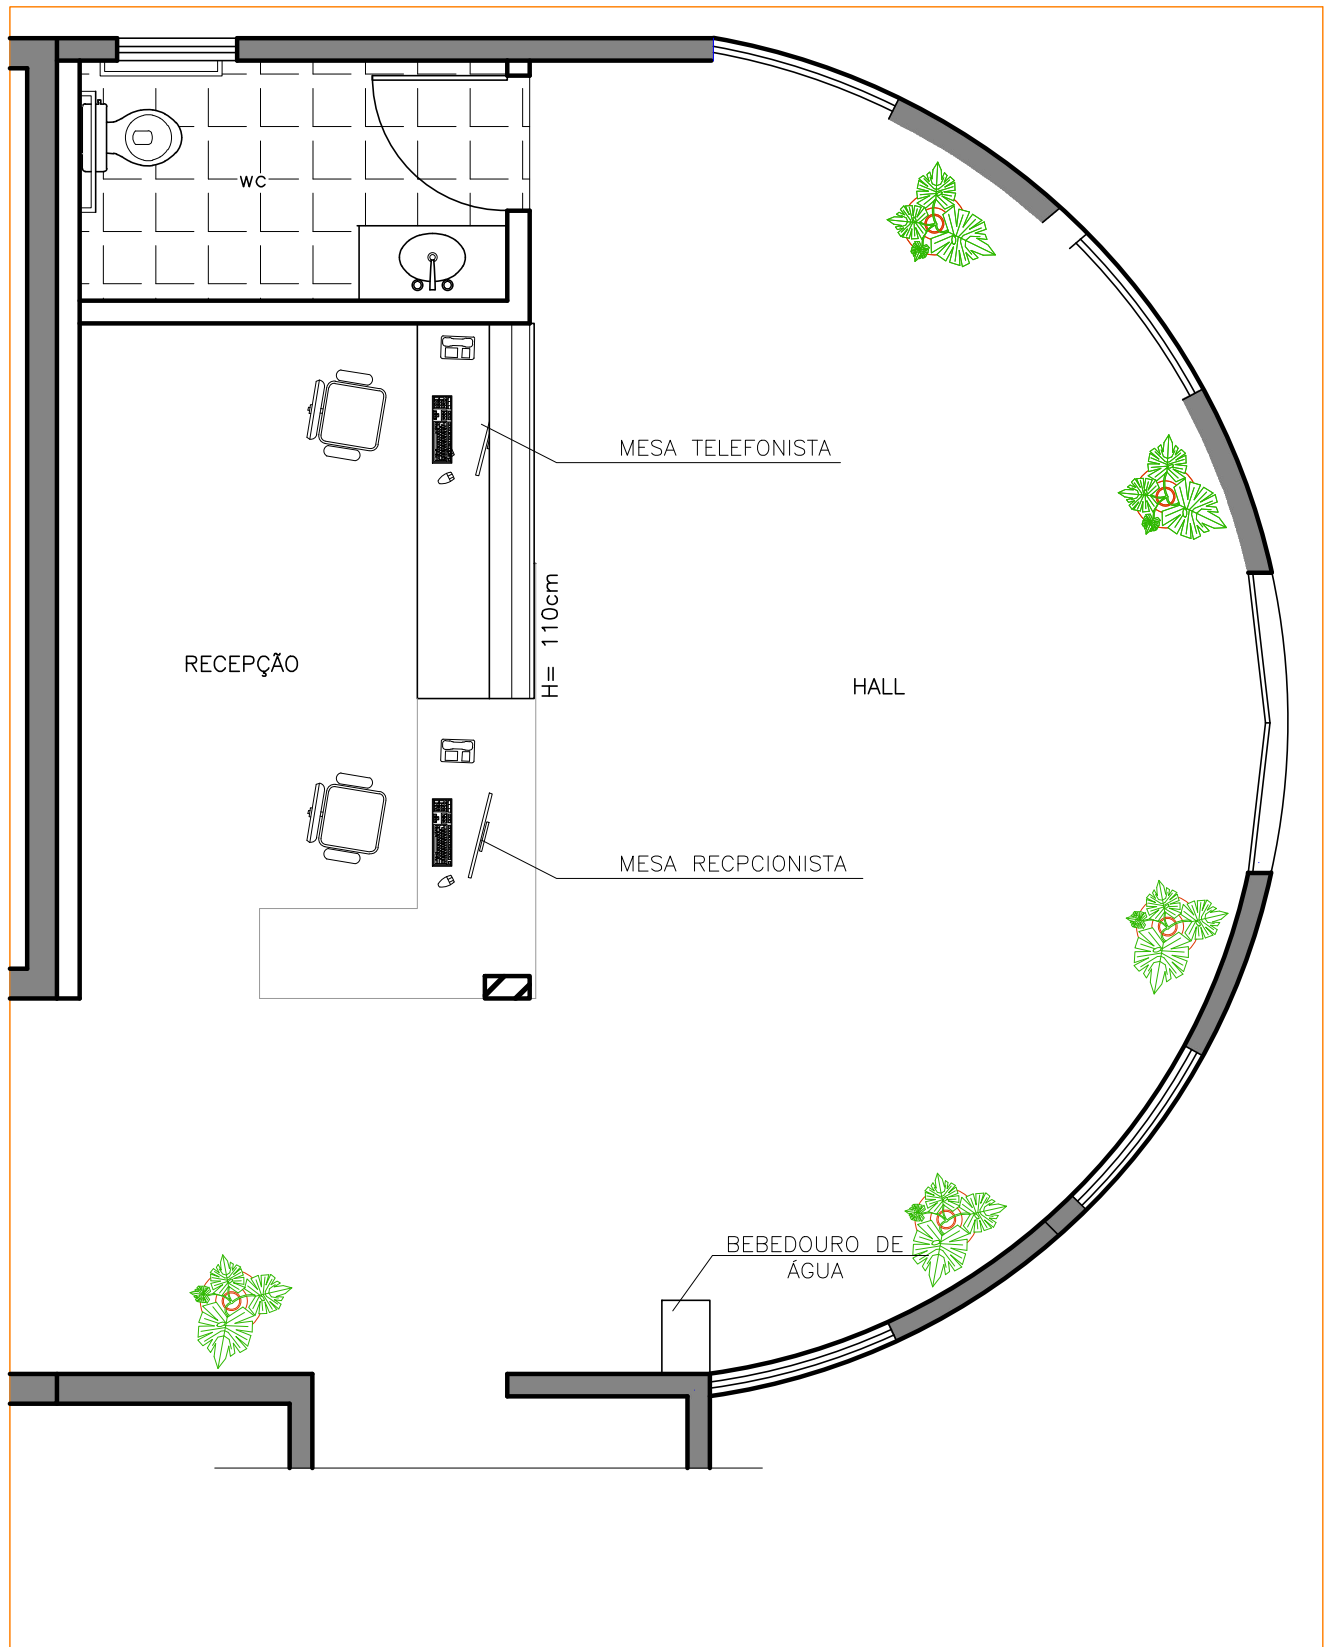 WC
MESA TELEFONISTA
H= 110cm
RECEPÇÃO
HALL
MESA RECPCIONISTA
BEBEDOURO DE
ÁGUA